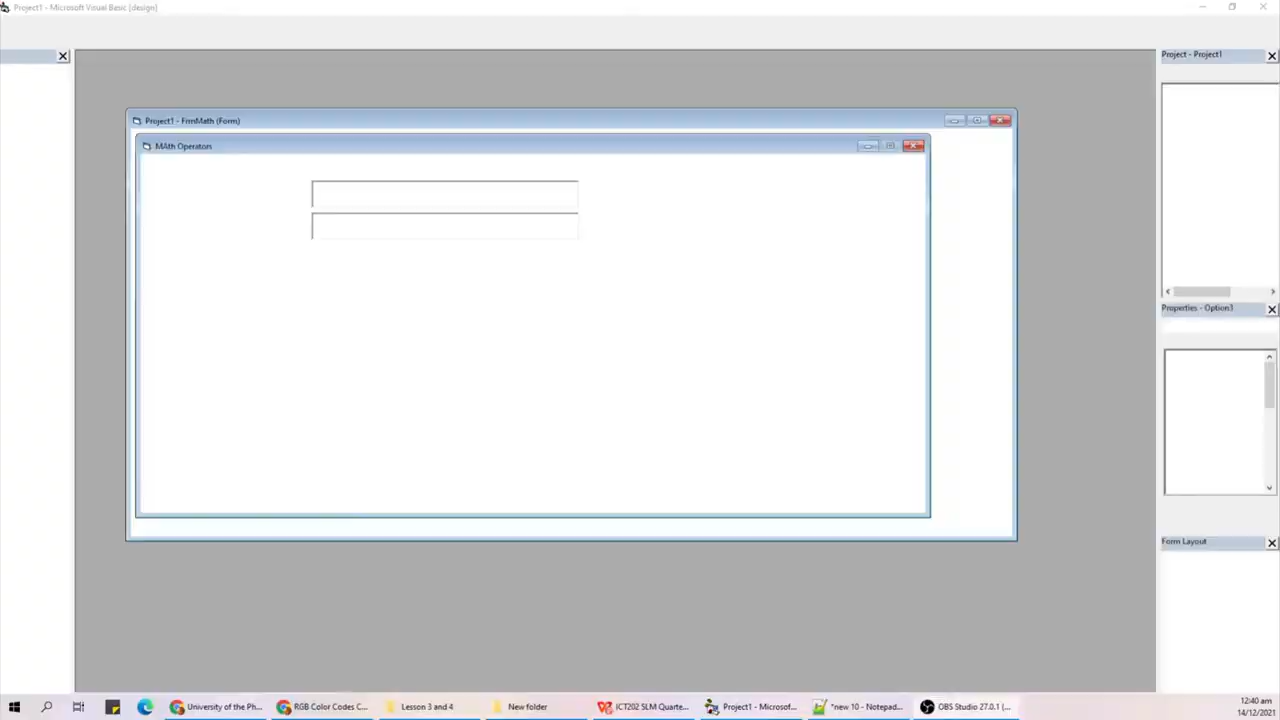 Project1 - Microsoft Visual Basic [design]
Project - Project1
Project1 - FrmMath (Form)
MAth Operators
Properties - Option3
Form Layout
University of the Ph...
RGB Color Codes C...
Lesson 3 and 4
New folder
ICT202 SLM Quarte...
Project1 - Microsof...
*new 10 - Notepad...
OBS Studio 27.0.1 (...
12:40 am
14/12/2021